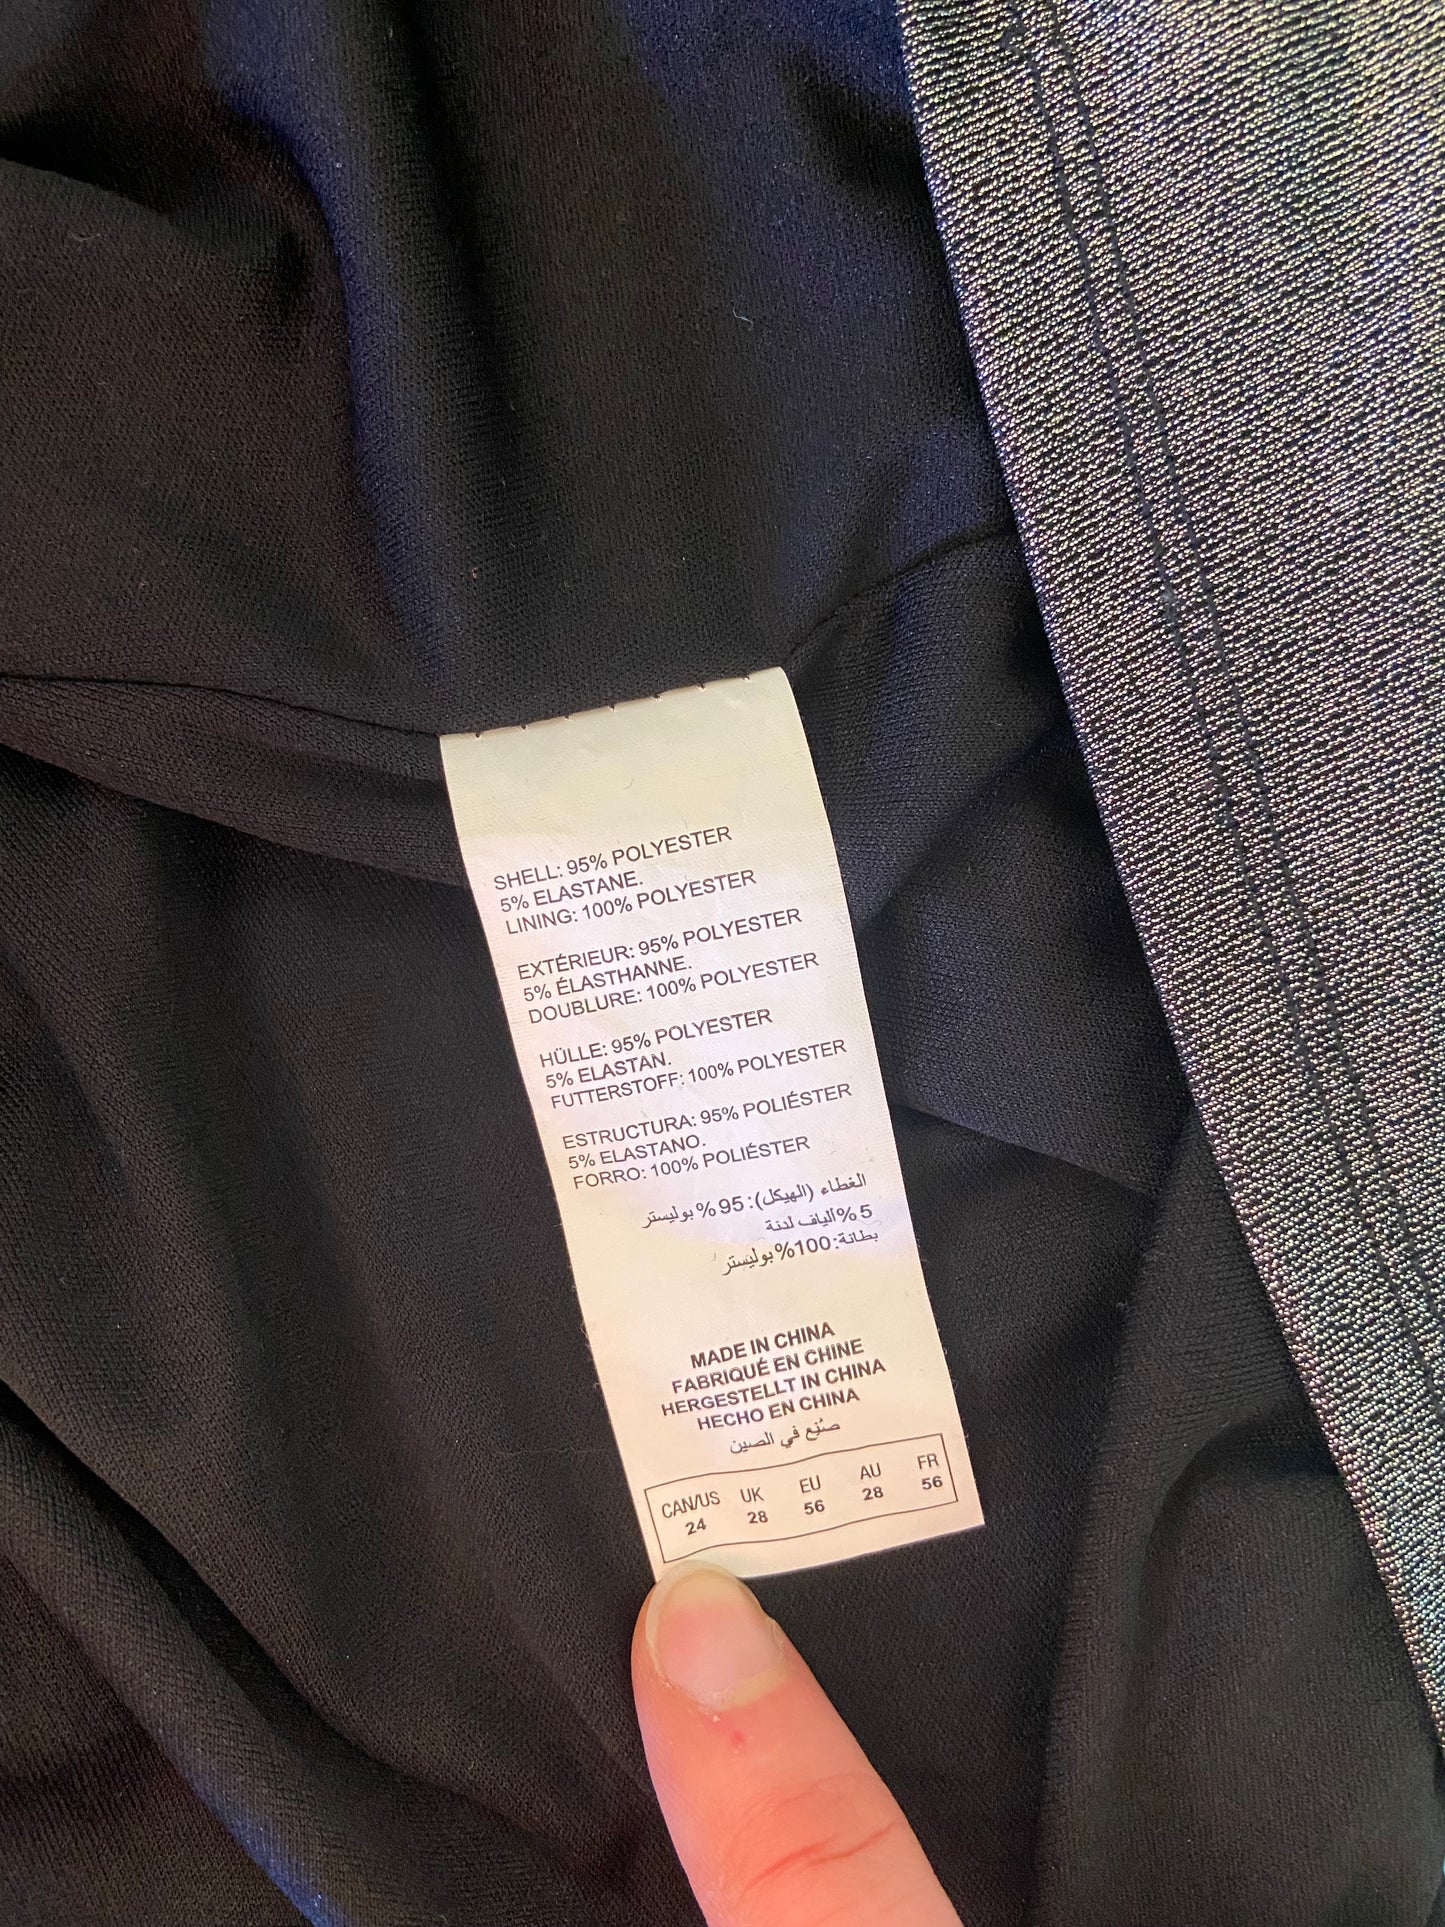 SHELL: 95% POLYESTER
5% ELASTANE.
LINING: 100% POLYESTER
EXTÉRIEUR: 95% POLYESTER
5% ÉLASTHANNE.
DOUBLURE: 100% POLYESTER
HÜLLE: 95% POLYESTER
5% ELASTAN.
FUTTERSTOFF: 100% POLYESTER
ESTRUCTURA: 95% POLIÉSTER
5% ELASTANO.
FORRO: 100% POLIÉSTER
الغطاء (الهيكل): 95% بوليستر
5% ألياف لدنة
بطانة: 100% بوليستر
MADE IN CHINA
FABRIQUÉ EN CHINE
HERGESTELLT IN CHINA
HECHO EN CHINA
صُنِع في الصين
CAN/US UK EU AU FR
24 28 56 28 56